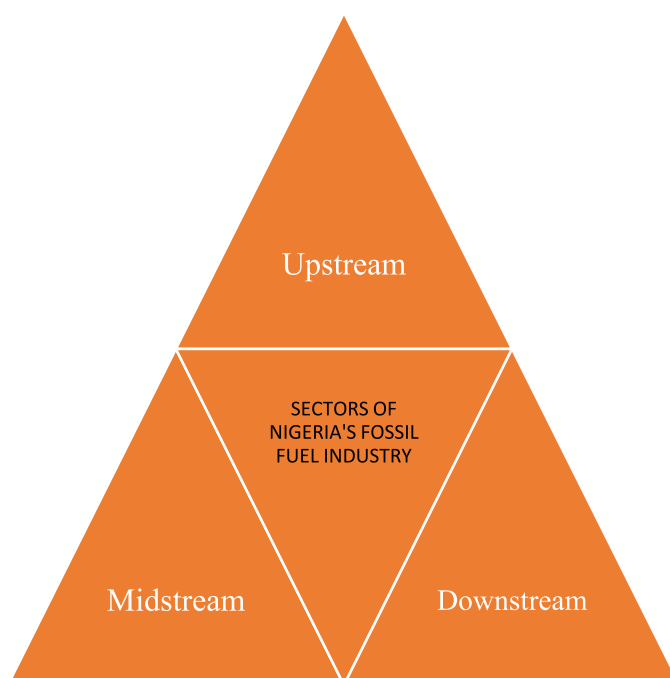 Upstream
SECTORS OF
NIGERIA'S FOSSIL
FUEL INDUSTRY
Midstream
Downstream